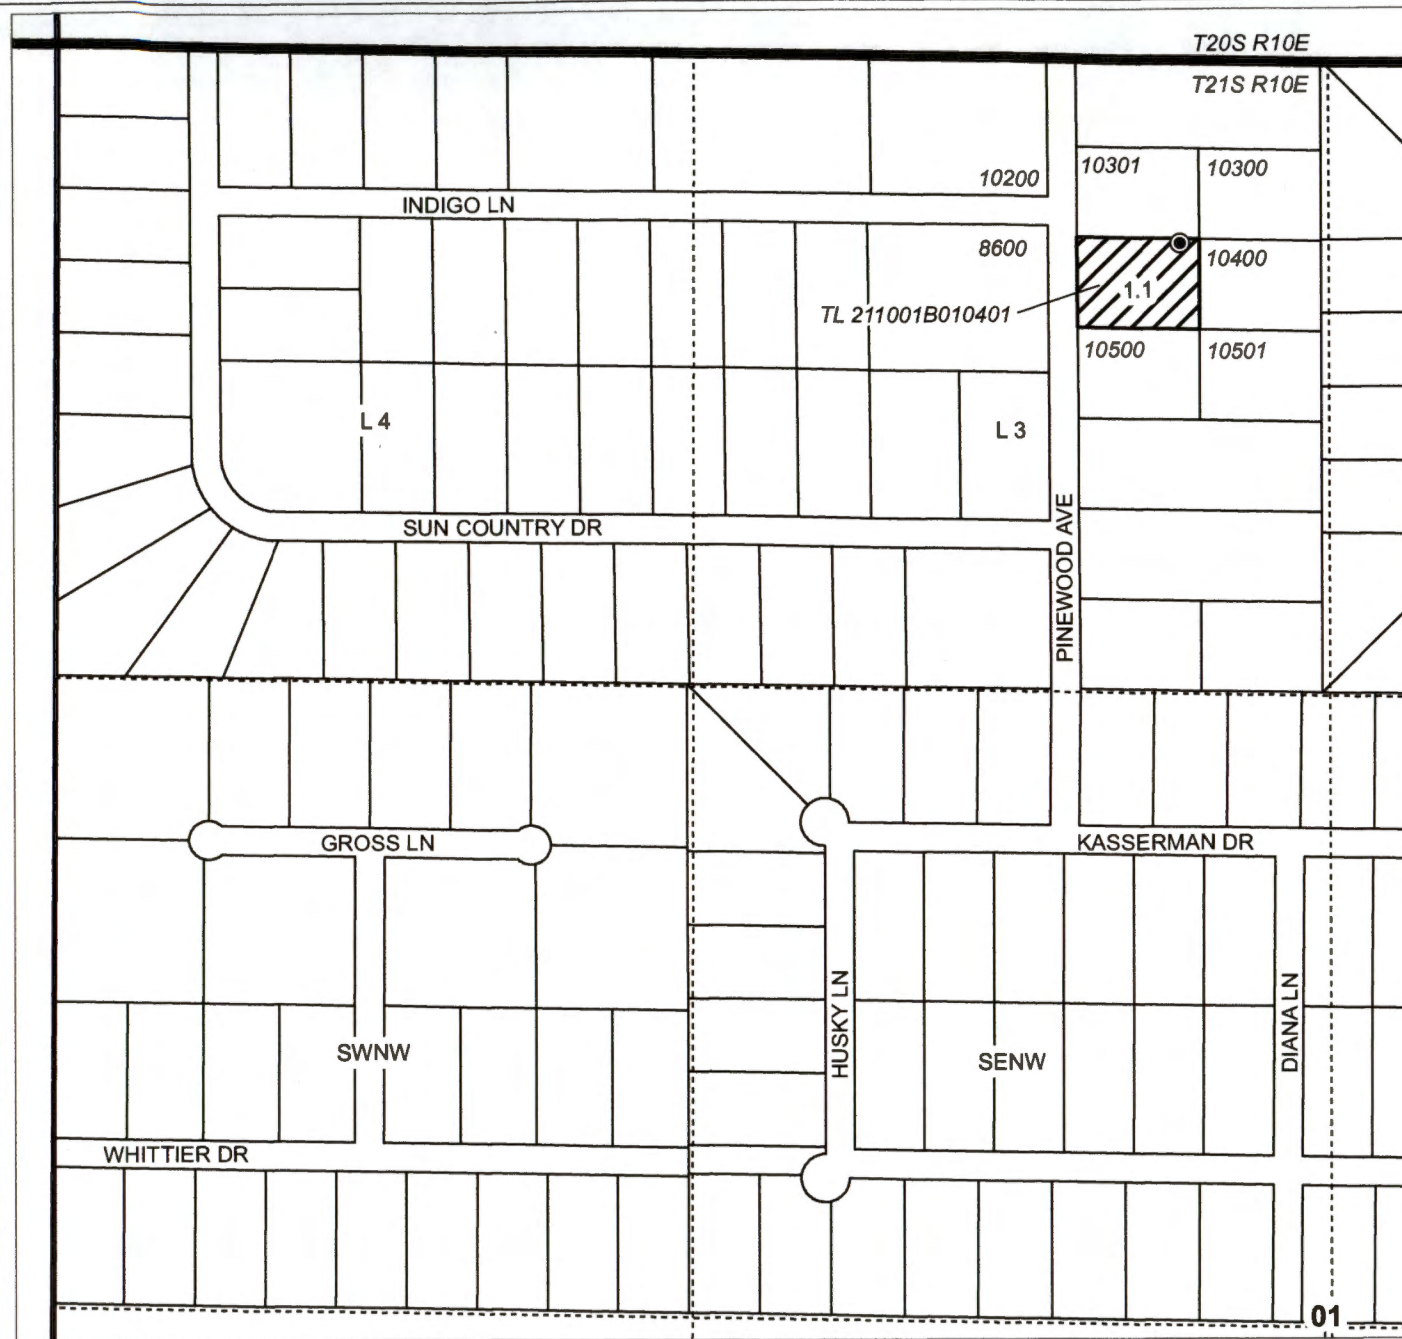 T20S R10E
T21S R10E
10301
10300
10200
INDIGO LN
8600
10400
1.1
TL 211001B010401
10500
10501
L 4
L 3
SUN COUNTRY DR
PINEWOOD AVE
GROSS LN
KASSERMAN DR
HUSKY LN
DIANA LN
SWNW
SENW
WHITTIER DR
01